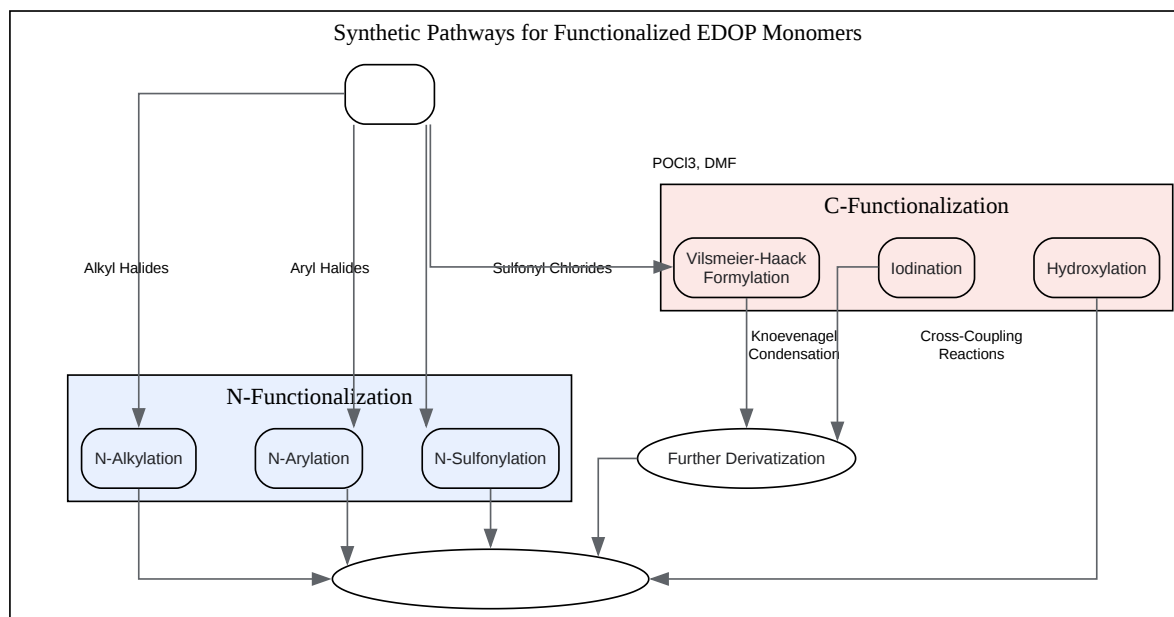 Synthetic Pathways for Functionalized EDOP Monomers
POCl3, DMF
C-Functionalization
Alkyl Halides
Aryl Halides
Sulfonyl Chlorides
Vilsmeier-Haack
Formylation
Iodination
Hydroxylation
Knoevenagel
Condensation
Cross-Coupling
Reactions
N-Functionalization
N-Alkylation
N-Arylation
N-Sulfonylation
Further Derivatization